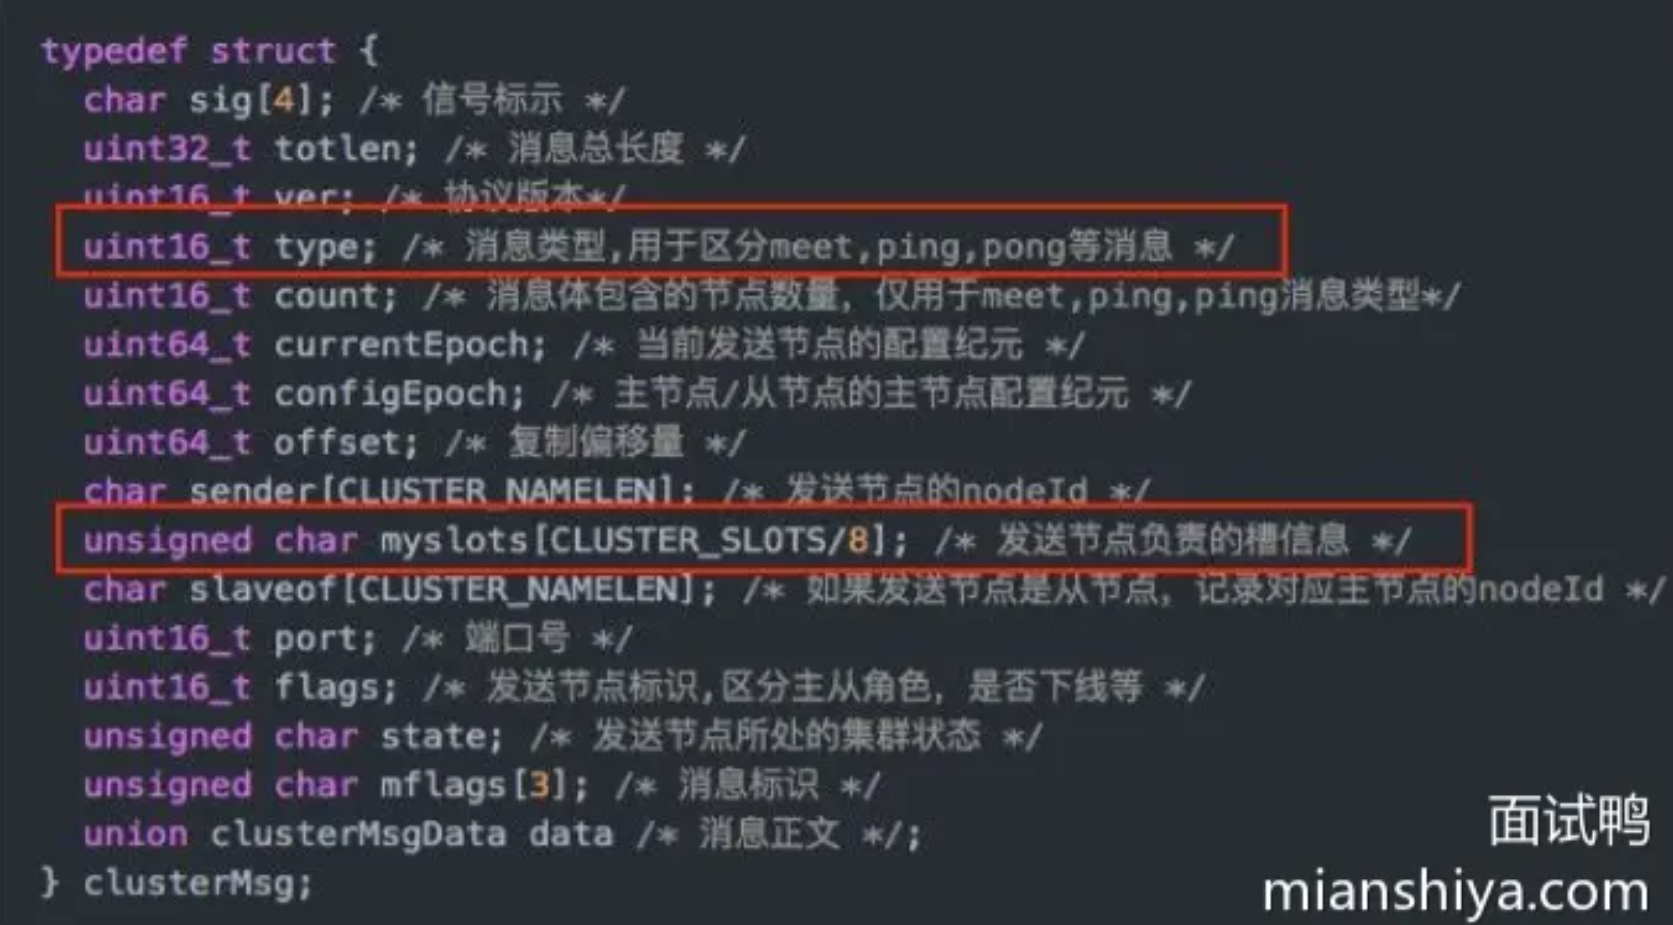 typedef struct {
char sig[4]; /* 信号标示 */
uint32_t totlen; /* 消息总长度 */
uint16_t ver; /* 协议版本*/
uint16_t type; /* 消息类型,用于区分meet,ping,pong等消息 */
uint16_t count; /* 消息体包含的节点数量，仅用于meet,ping,ping消息类型*/
uint64_t currentEpoch; /* 当前发送节点的配置纪元 */
uint64_t configEpoch; /* 主节点/从节点的主节点配置纪元 */
uint64_t offset; /* 复制偏移量 */
char sender[CLUSTER_NAMELEN]; /* 发送节点的nodeId */
unsigned char myslots[CLUSTER_SLOTS/8]; /* 发送节点负责的槽信息 */
char slaveof[CLUSTER_NAMELEN]; /* 如果发送节点是从节点，记录对应主节点的nodeId */
uint16_t port; /* 端口号 */
uint16_t flags; /* 发送节点标识,区分主从角色，是否下线等 */
unsigned char state; /* 发送节点所处的集群状态 */
unsigned char mflags[3]; /* 消息标识 */
union clusterMsgData data /* 消息正文 */;
} clusterMsg;
面试鸭
mianshiya.com